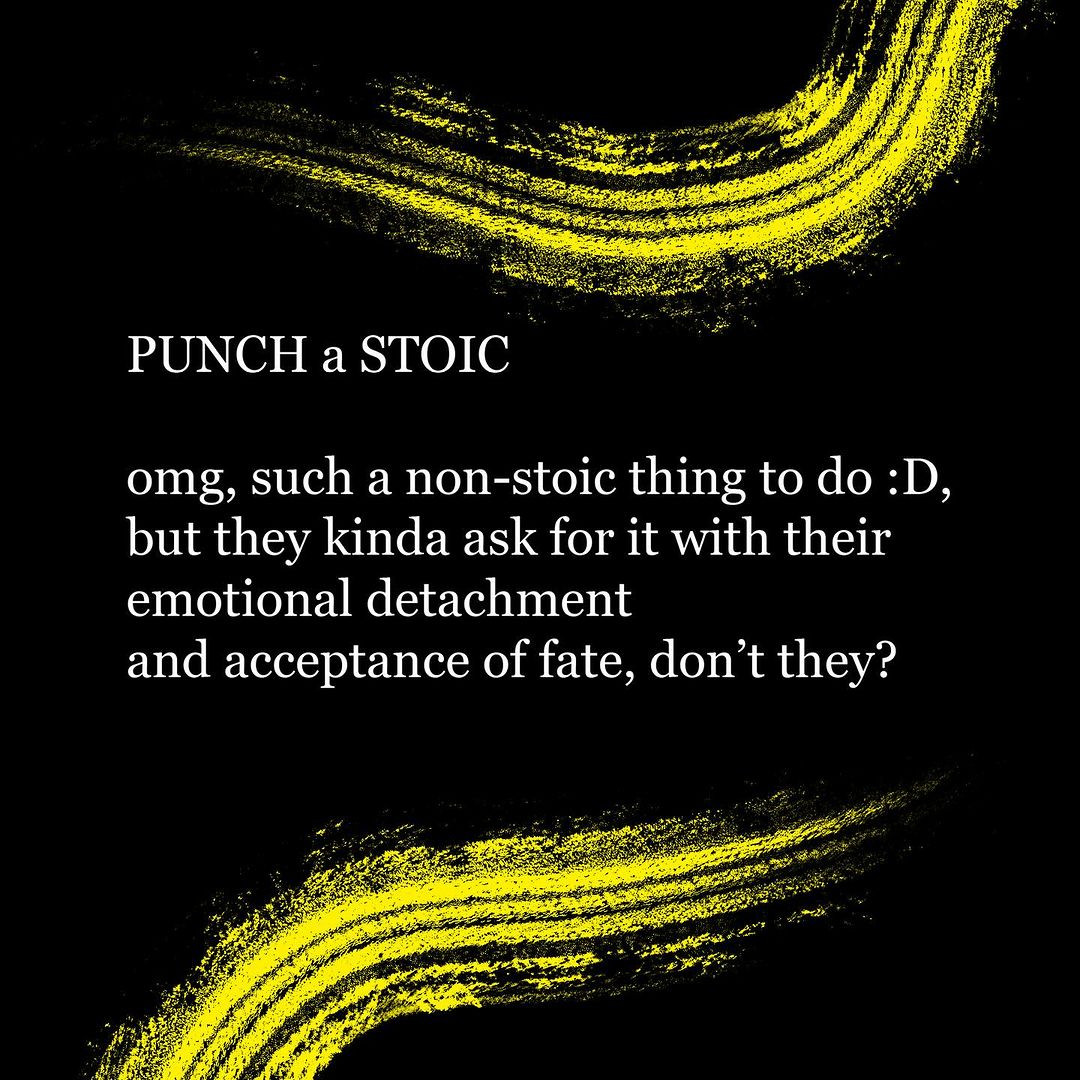 PUNCH a STOIC
omg, such a non-stoic thing to do :D,
but they kinda ask for it with their
emotional detachment
and acceptance of fate, don’t they?